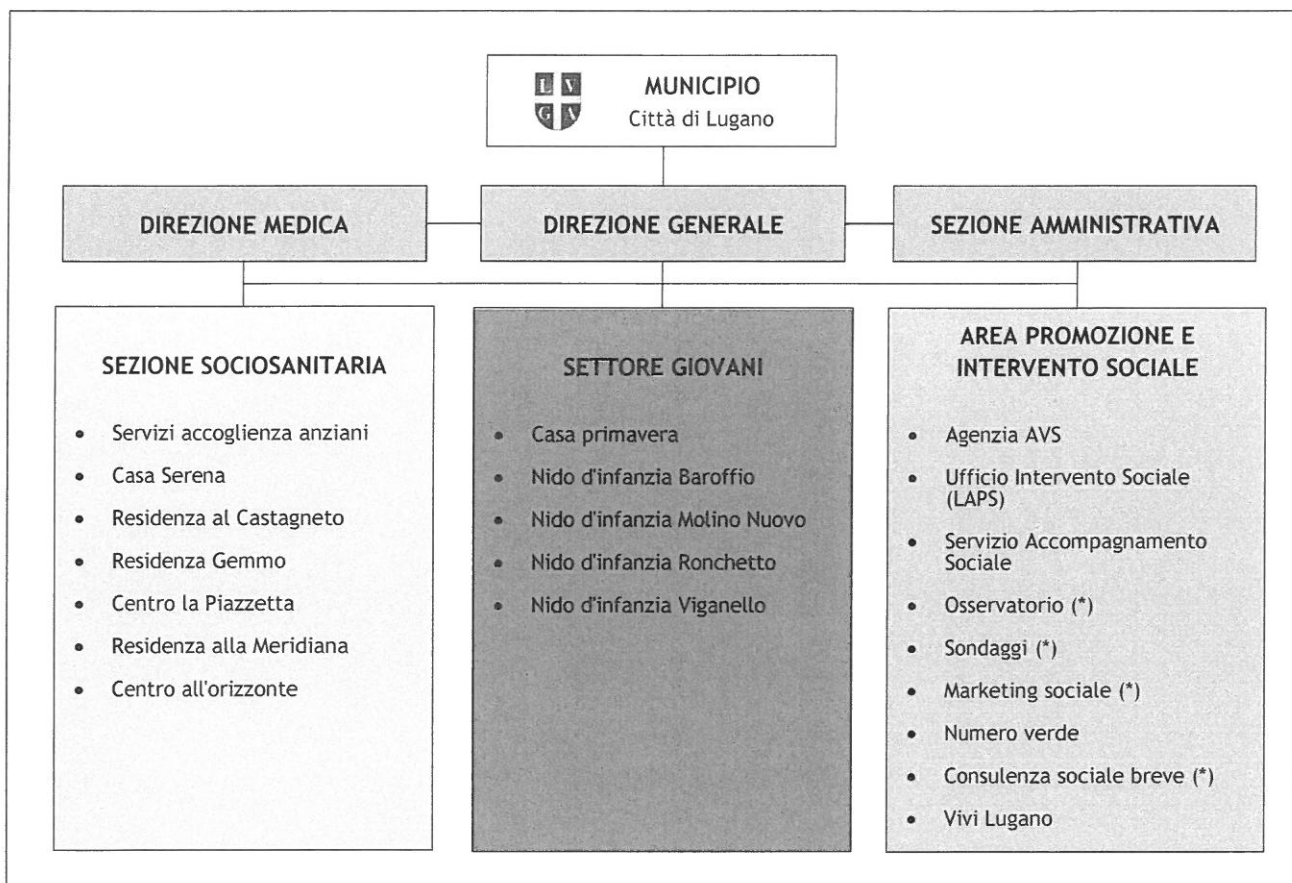 L V
G A
MUNICIPIO
Città di Lugano
DIREZIONE MEDICA
DIREZIONE GENERALE
SEZIONE AMMINISTRATIVA
SEZIONE SOCIOSANITARIA
• Servizi accoglienza anziani
• Casa Serena
• Residenza al Castagneto
• Residenza Gemmo
• Centro la Piazzetta
• Residenza alla Meridiana
• Centro all'orizzonte
SETTORE GIOVANI
• Casa primavera
• Nido d'infanzia Baroffio
• Nido d'infanzia Molino Nuovo
• Nido d'infanzia Ronchetto
• Nido d'infanzia Viganello
AREA PROMOZIONE E
INTERVENTO SOCIALE
• Agenzia AVS
• Ufficio Intervento Sociale
(LAPS)
• Servizio Accompagnamento
Sociale
• Osservatorio (*)
• Sondaggi (*)
• Marketing sociale (*)
• Numero verde
• Consulenza sociale breve (*)
• Vivi Lugano